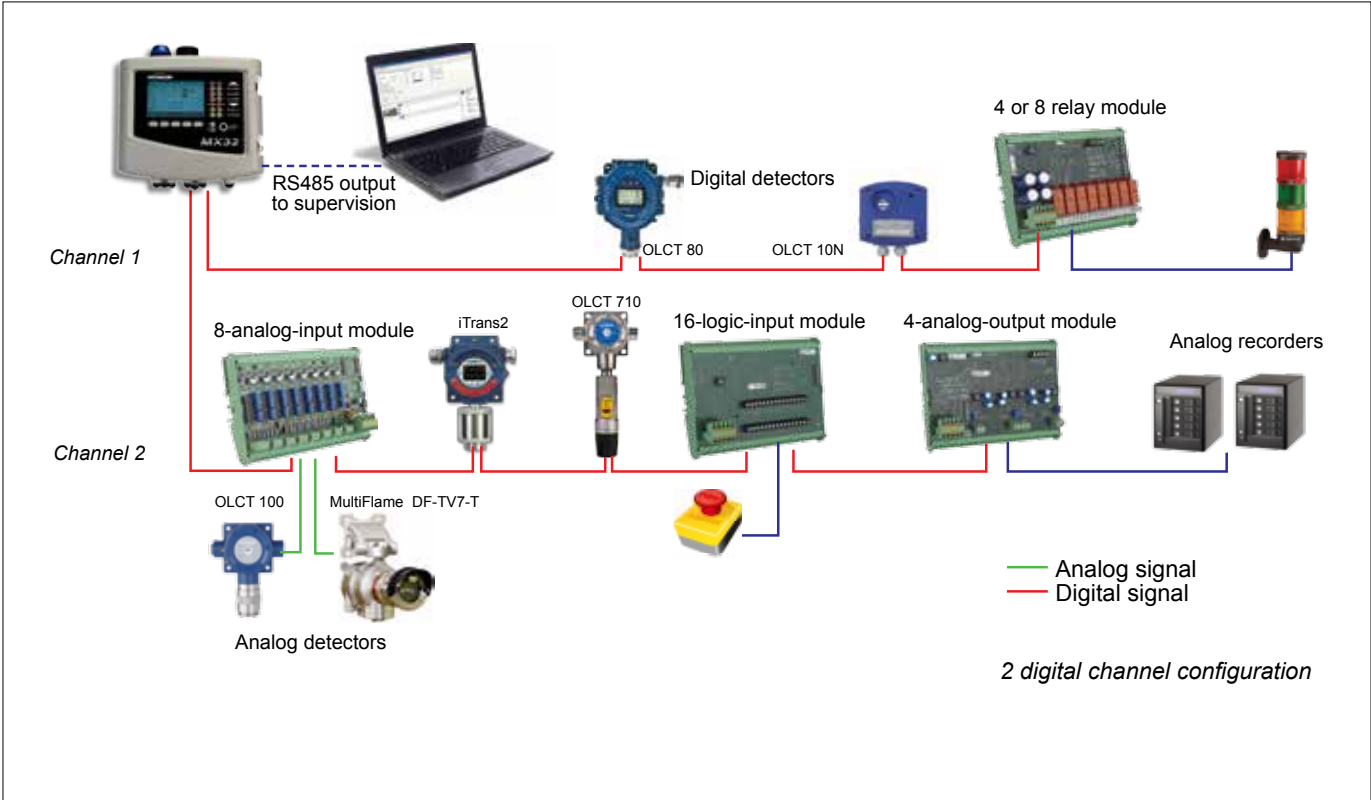 MX32
RS485 output
to supervision
Digital detectors
4 or 8 relay module
Channel 1
OLCT 80
OLCT 10N
8-analog-input module
iTrans2
OLCT 710
16-logic-input module
4-analog-output module
Analog recorders
Channel 2
OLCT 100
MultiFlame DF-TV7-T
Analog detectors
Analog signal
Digital signal
2 digital channel configuration